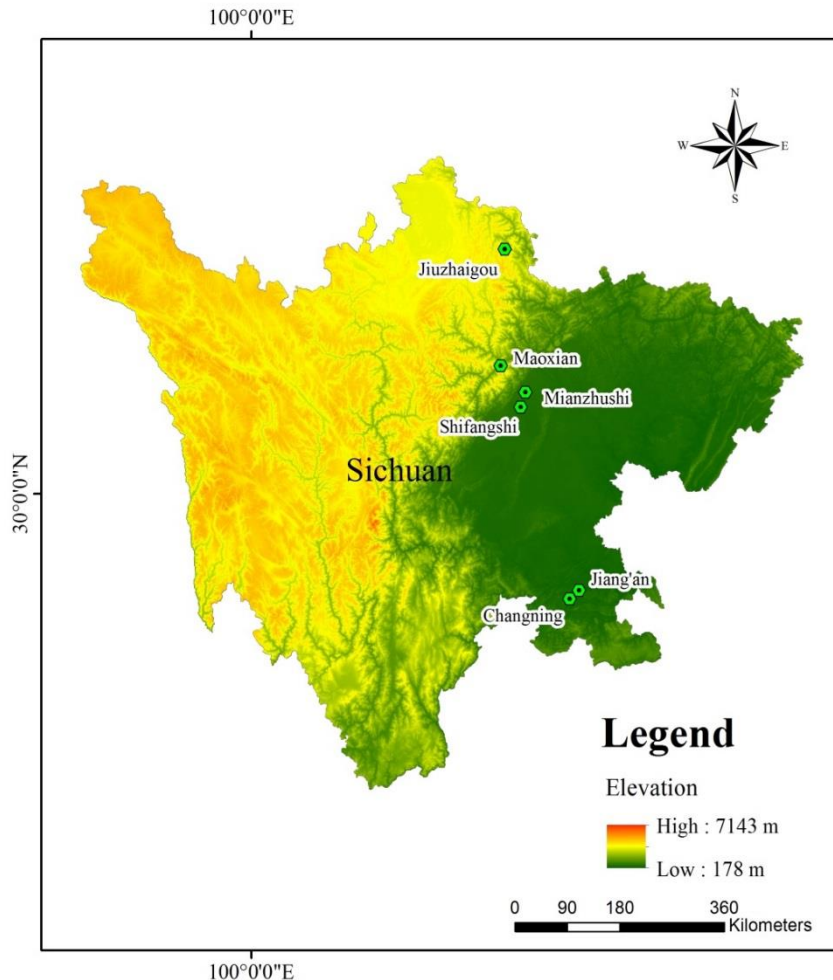 100°0'0"E
N
W
E
S
Jiuzhaigou
Maoxian
Mianzhushi
Shifangshi
Sichuan
30°0'0"N
Jiang'an
Changning
Legend
Elevation
High : 7143 m
Low : 178 m
0 90 180 360
Kilometers
100°0'0"E